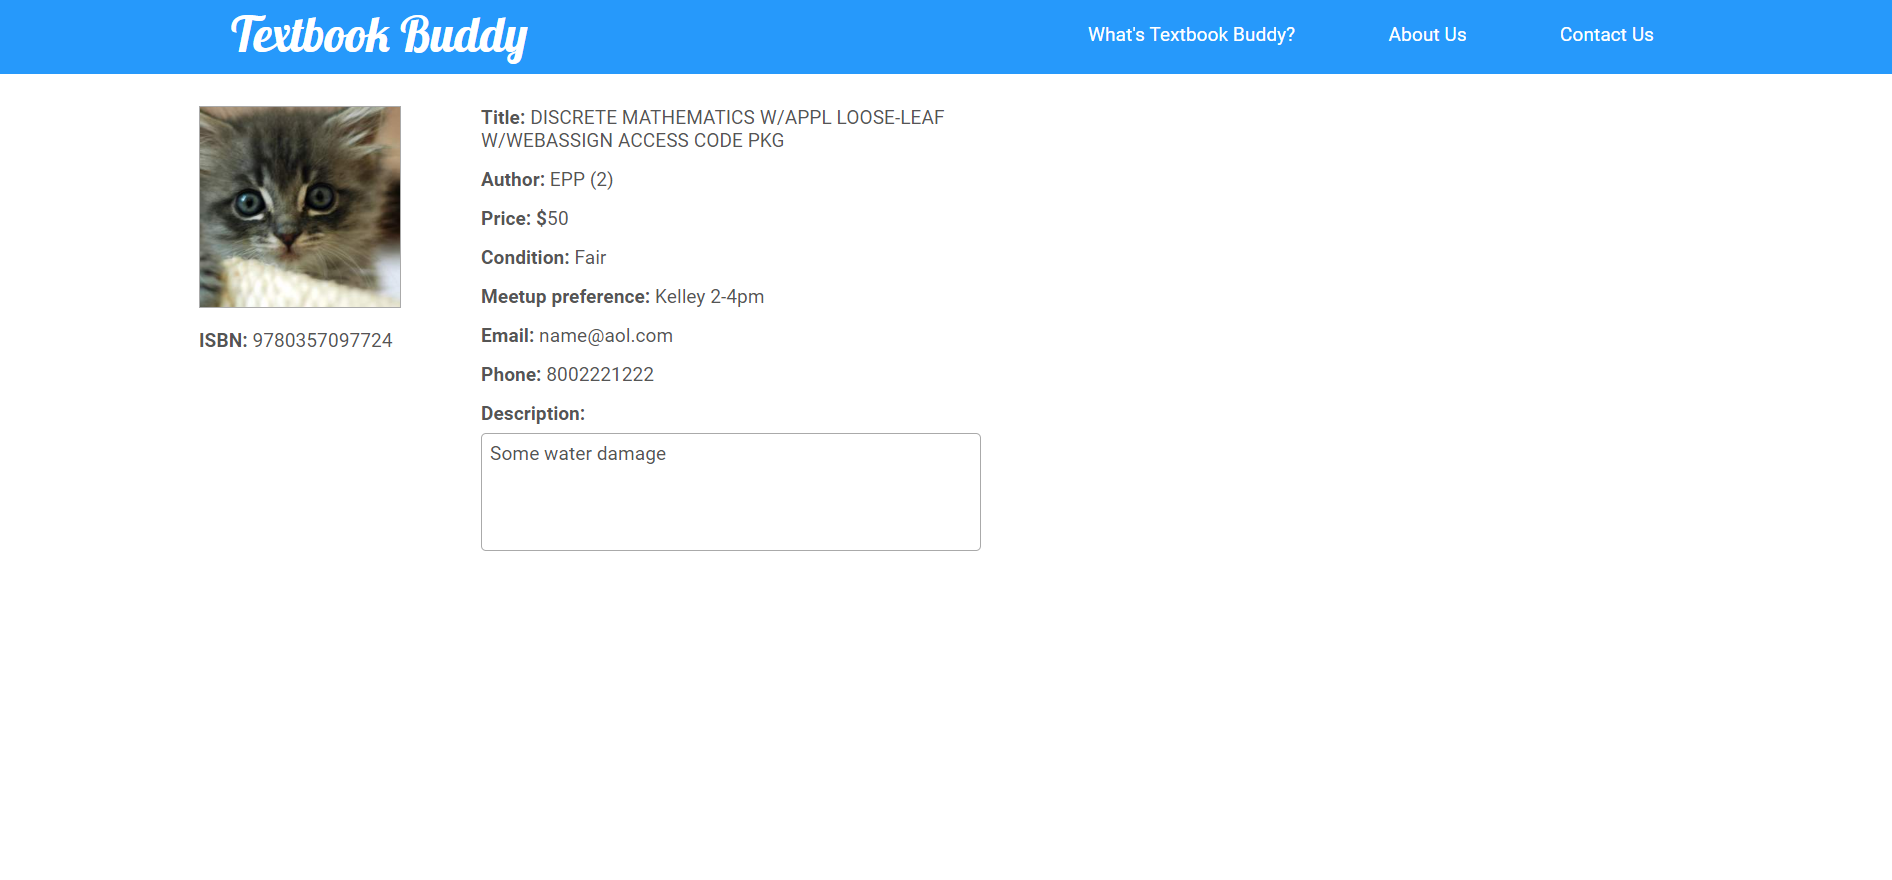 Textbook Buddy
What's Textbook Buddy?
About Us
Contact Us
ISBN: 9780357097724
Title: DISCRETE MATHEMATICS W/APPL LOOSE-LEAF
W/WEBASSIGN ACCESS CODE PKG
Author: EPP (2)
Price: $50
Condition: Fair
Meetup preference: Kelley 2-4pm
Email: name@aol.com
Phone: 8002221222
Description:
Some water damage